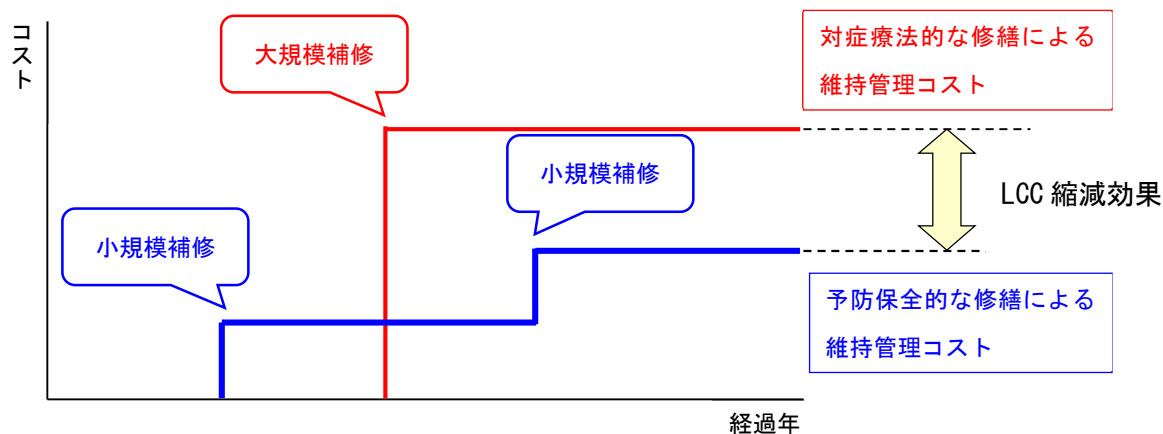 コスト
大規模補修
対症療法的な修繕による
維持管理コスト
小規模補修
LCC 縮減効果
小規模補修
予防保全的な修繕による
維持管理コスト
経過年